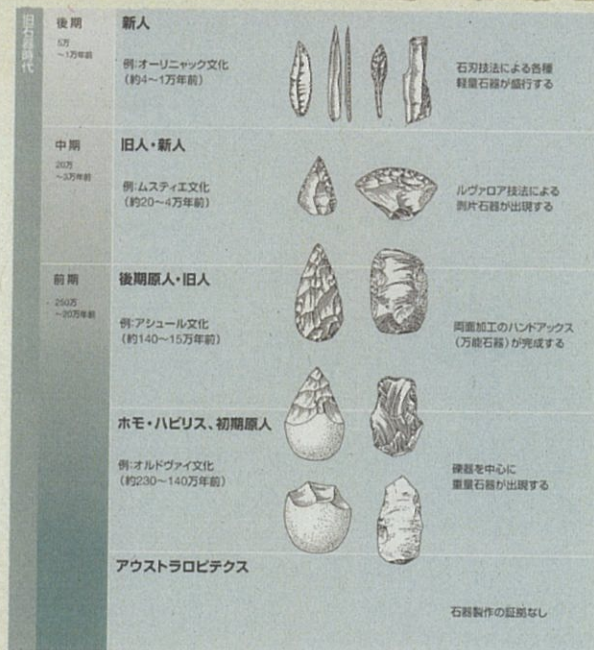 旧石器時代
後期
5万
〜1万年前
新人
例：オーリニャック文化
（約4〜1万年前）
石刃技法による各種
軽量石器が盛行する
中期
20万
〜3万年前
旧人・新人
例：ムスティエ文化
（約20〜4万年前）
ルヴァロア技法による
剥片石器が出現する
前期
250万
〜20万年前
後期原人・旧人
例：アシュール文化
（約140〜15万年前）
両面加工のハンドアックス
（万能石器）が完成する
ホモ・ハビリス、初期原人
例：オルドヴァイ文化
（約230〜140万年前）
礫器を中心に
重量石器が出現する
アウストラロピテクス
石器製作の証拠なし